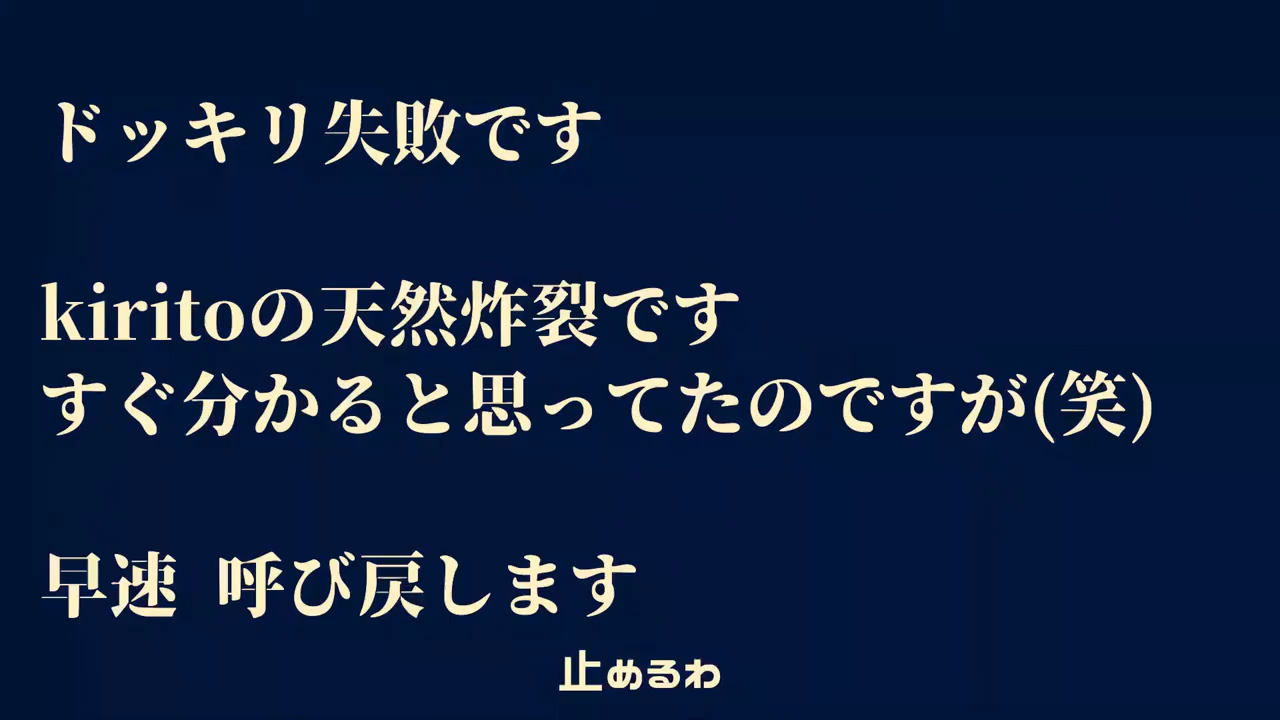 ドッキリ失敗です
kiritoの天然炸裂です
すぐ分かると思ってたのですが(笑)
早速 呼び戻します
止めるわ